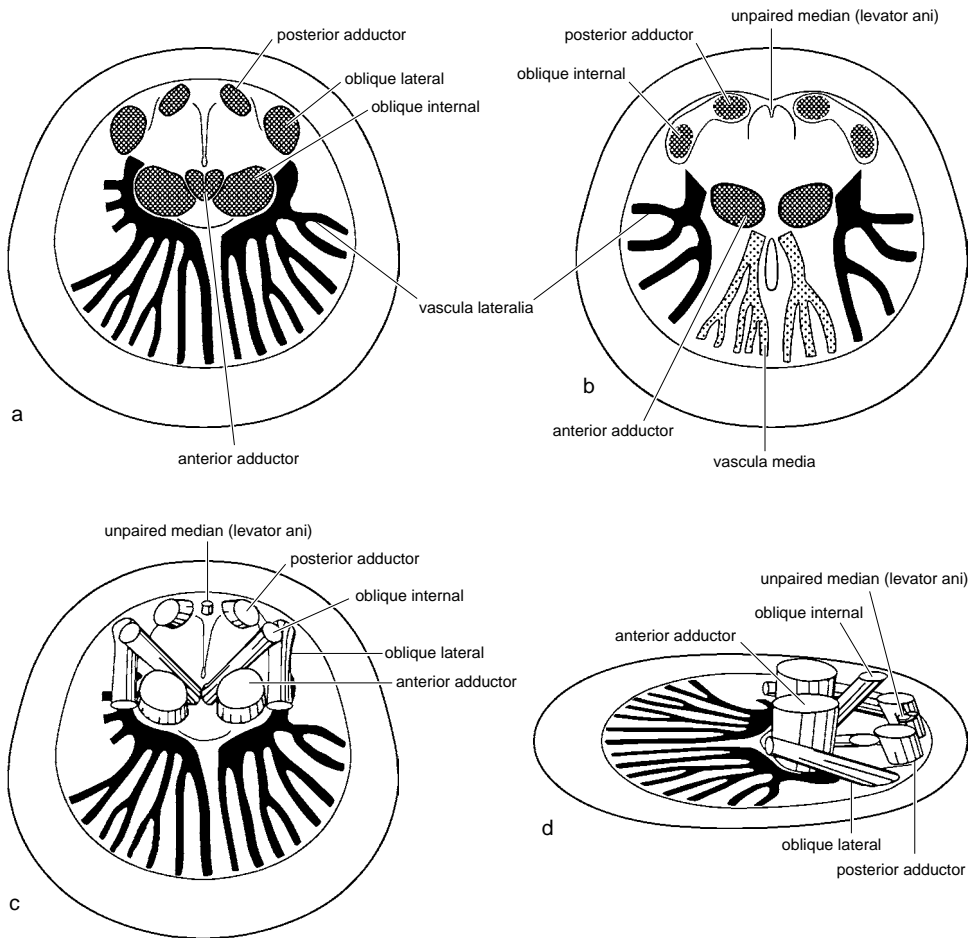 posterior adductor
oblique lateral
oblique internal
vascula lateralia
a
anterior adductor
unpaired median (levator ani)
posterior adductor
oblique internal
b
anterior adductor
vascula media
unpaired median (levator ani)
posterior adductor
oblique internal
oblique lateral
anterior adductor
c
unpaired median (levator ani)
oblique internal
anterior adductor
d
oblique lateral
posterior adductor